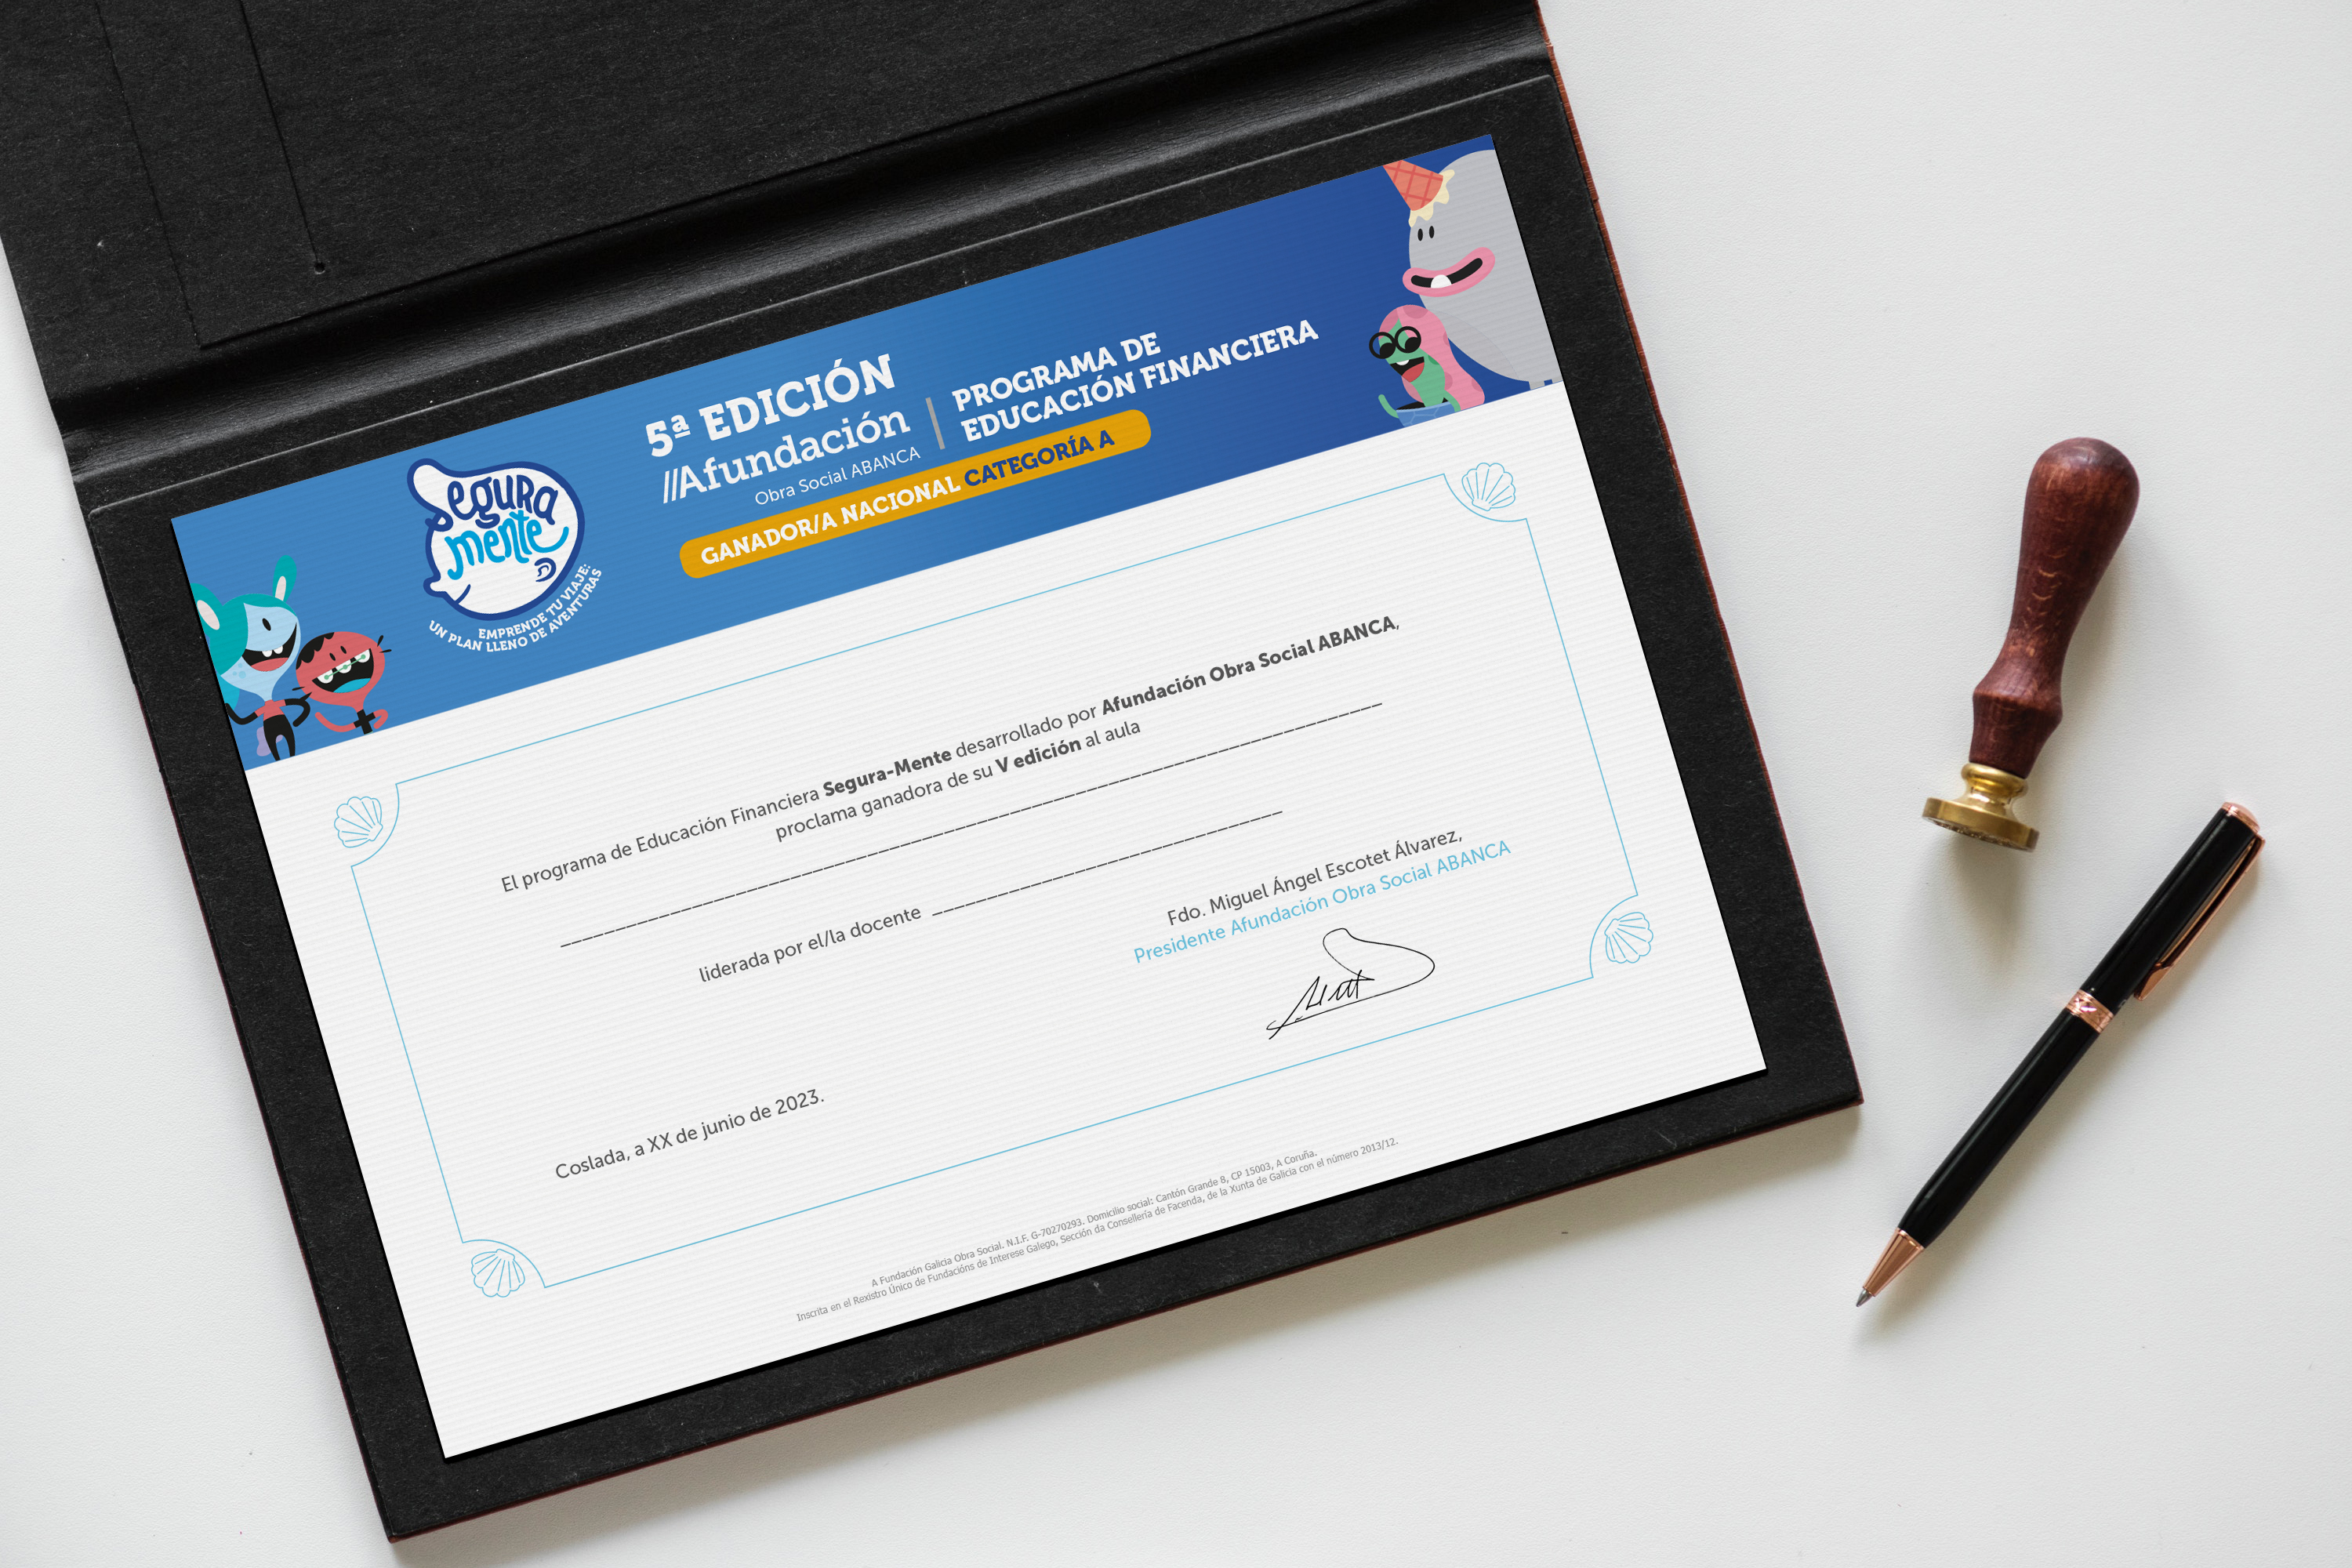 Segura
mente
EMPRENDE TU VIAJE:
UN PLAN LLENO DE AVENTURAS
5ª EDICIÓN
//Afundación
Obra Social ABANCA
PROGRAMA DE
EDUCACIÓN FINANCIERA
GANADOR/A NACIONAL CATEGORÍA A
El programa de Educación Financiera Segura-Mente desarrollado por Afundación Obra Social ABANCA,
proclama ganadora de su V edición al aula
liderada por el/la docente
Fdo. Miguel Ángel Escotet Álvarez,
Presidente Afundación Obra Social ABANCA
Coslada, a XX de junio de 2023.
A Fundación Galicia Obra Social. N.I.F. G-70270293. Domicilio social: Cantón Grande 8, CP 15003, A Coruña.
Inscrita en el Rexistro Único de Fundacións de Interese Galego, Sección da Consellería de Facenda, de la Xunta de Galicia con el número 2013/12.